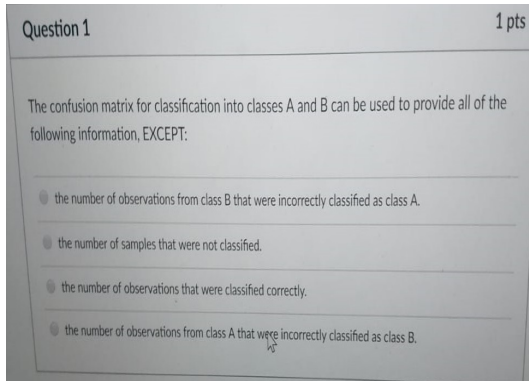 Question 1
1 pts
The confusion matrix for classification into classes A and B can be used to provide all of the
following information, EXCEPT:
the number of observations from class B that were incorrectly classified as class A.
the number of samples that were not classified.
the number of observations that were classified correctly.
the number of observations from class A that were incorrectly classified as class B.